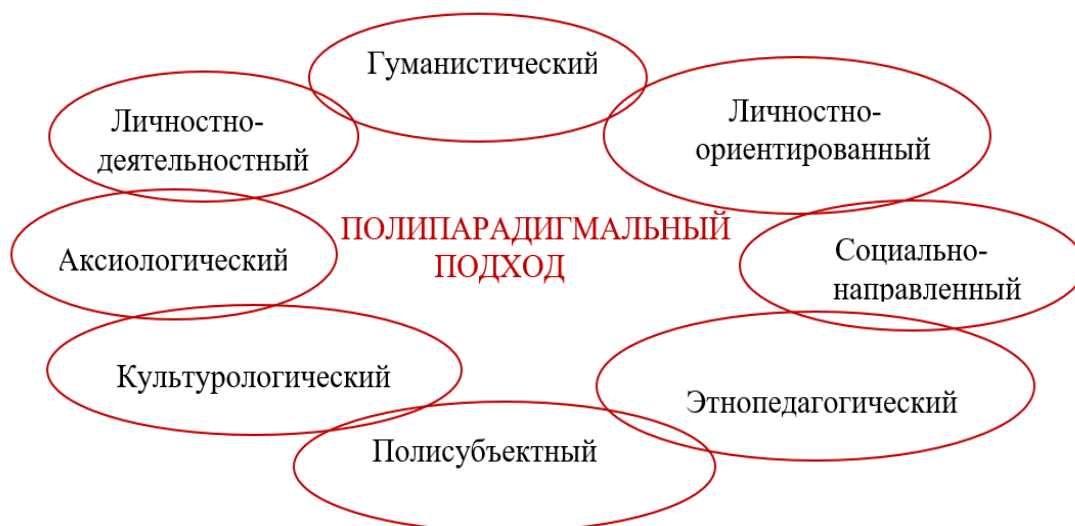 Гуманистический
Личностно-
деятельностный
Личностно-
ориентированный
ПОЛИПАРАДИГМАЛЬНЫЙ
ПОДХОД
Аксиологический
Социально-
направленный
Культурологический
Этнопедагогический
Полисубъектный